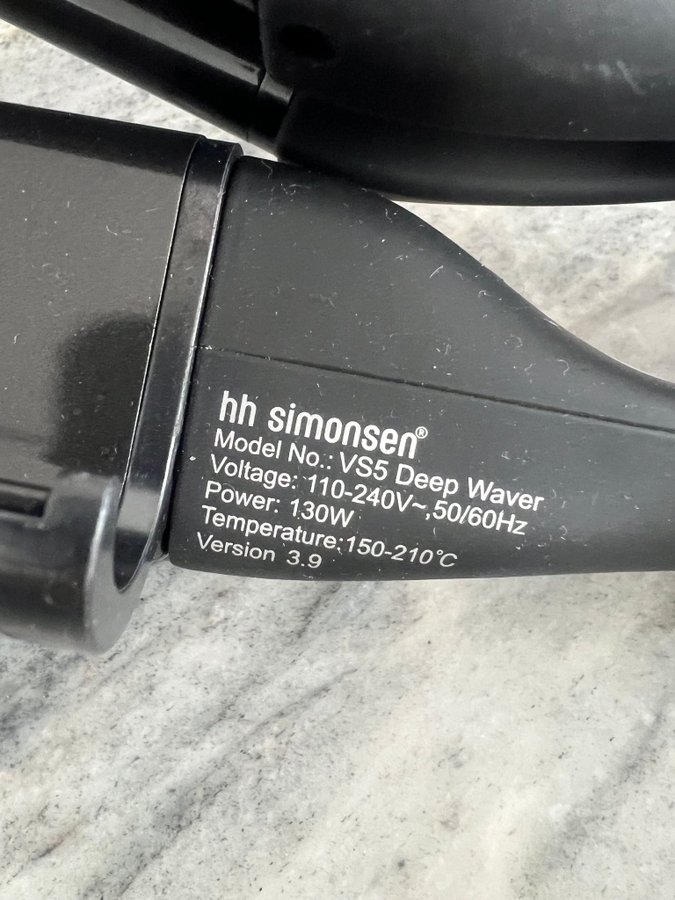 hh simonsen®
Model No.: VS5 Deep Waver
Voltage: 110-240V~,50/60Hz
Power: 130W
Temperature:150-210°C
Version 3.9